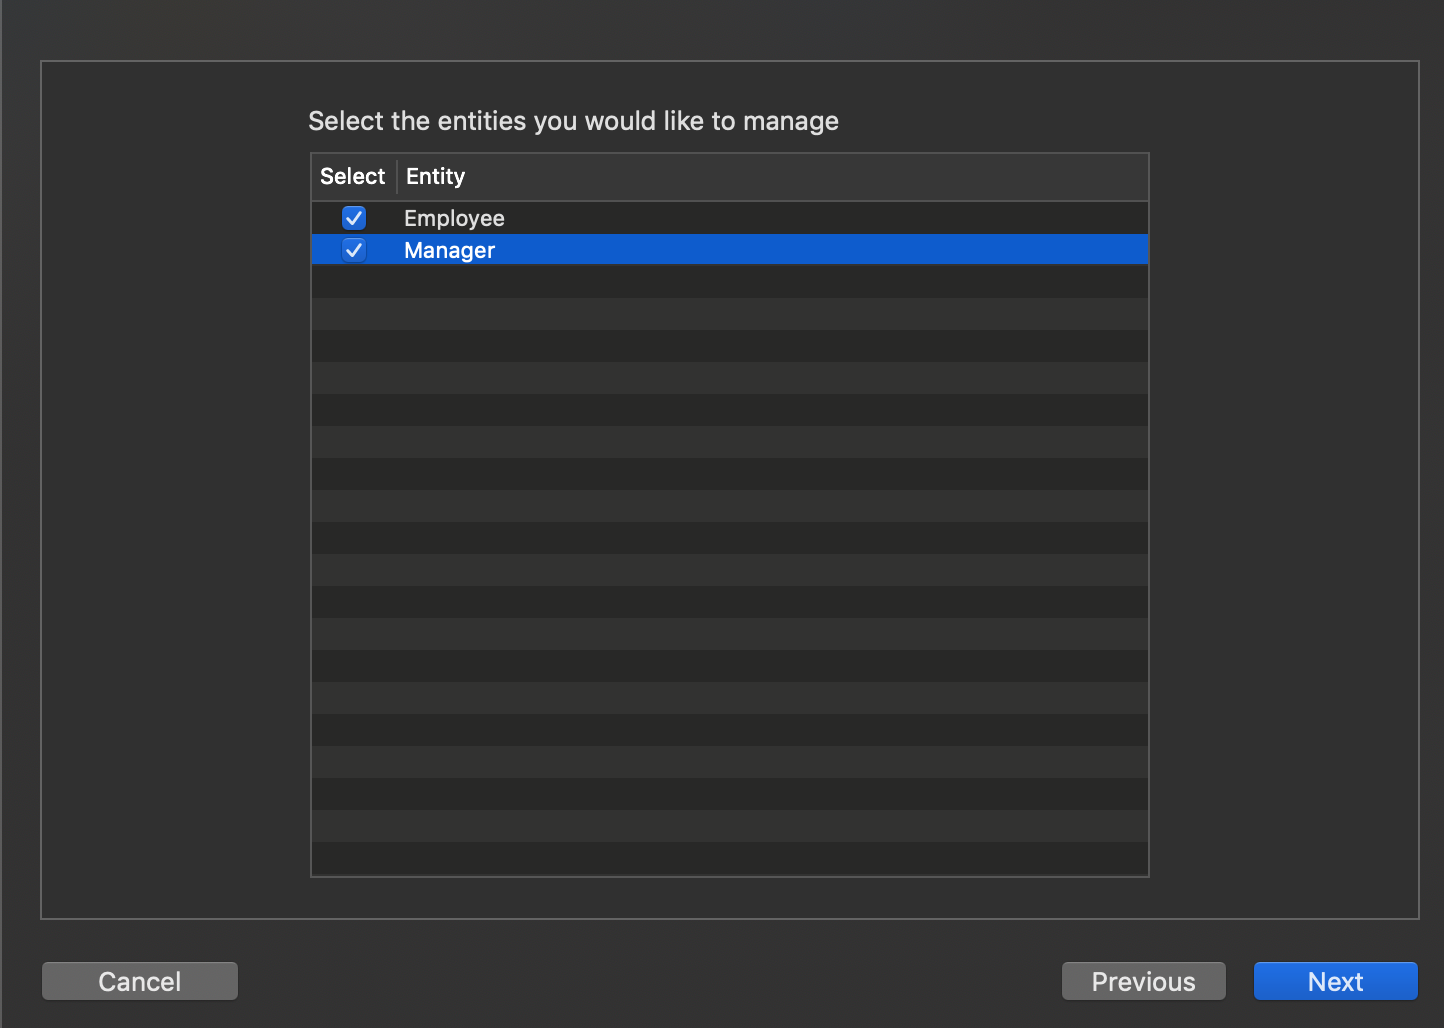 Select the entities you would like to manage
Select Entity
Employee
Manager
Cancel Previous Next